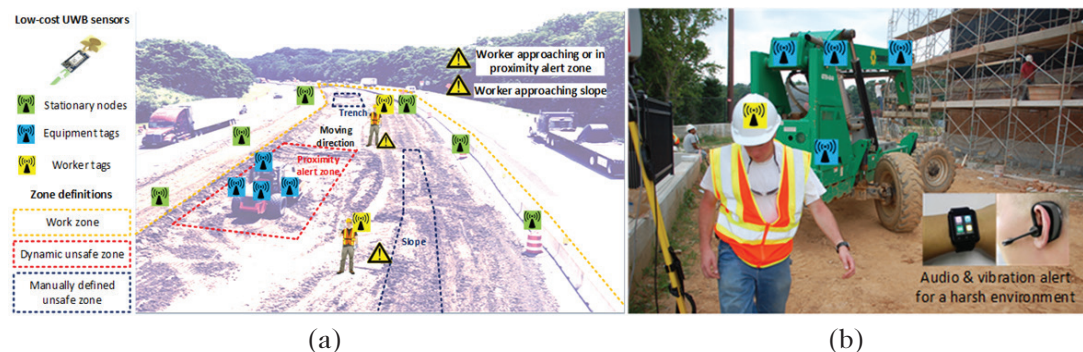 Low-cost UWB sensors
Stationary nodes
Equipment tags
Worker tags
Zone definitions
Work zone
Dynamic unsafe zone
Manually defined
unsafe zone
Worker approaching or in
proximity alert zone
Worker approaching slope
Trench
Moving
direction
Proximity
alert zone
Slope
Audio & vibration alert
for a harsh environment
(a)
(b)